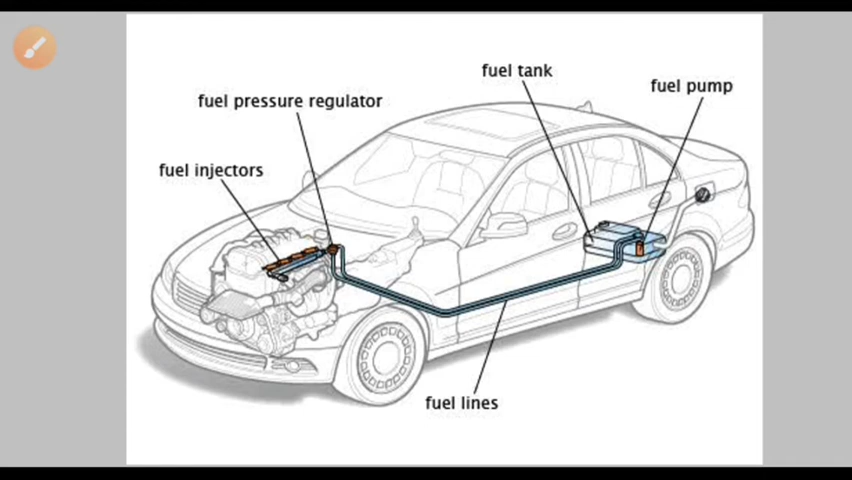 fuel tank
fuel pump
fuel pressure regulator
fuel injectors
fuel lines